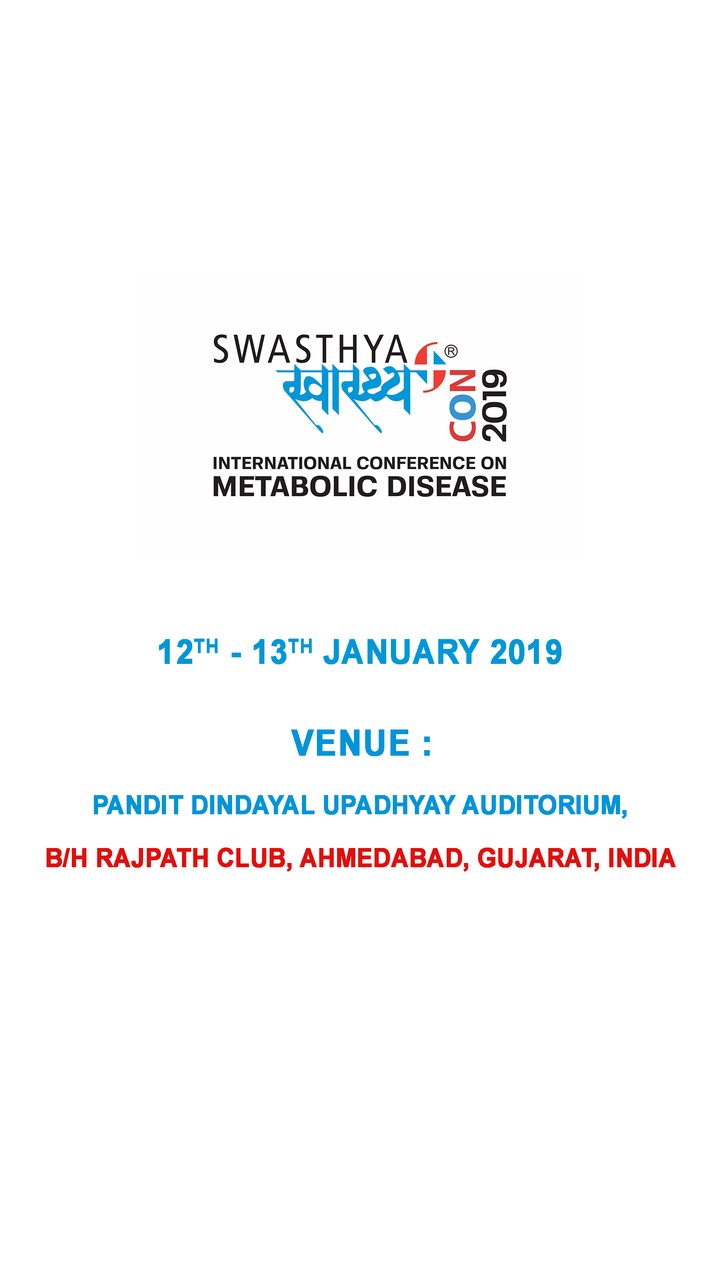 SWASTHYA ®
स्वास्थ्य
CON
2019
INTERNATIONAL CONFERENCE ON
METABOLIC DISEASE
12TH - 13TH JANUARY 2019
VENUE :
PANDIT DINDAYAL UPADHYAY AUDITORIUM,
B/H RAJPATH CLUB, AHMEDABAD, GUJARAT, INDIA